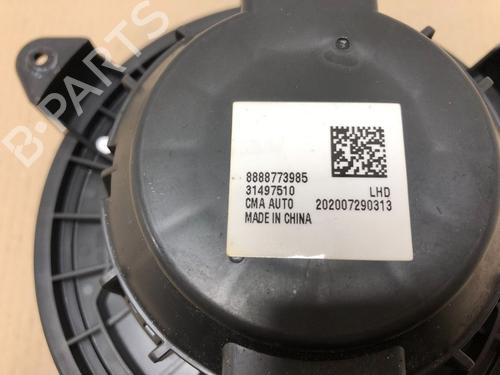 B-PARTS
8888773985
31497510 LHD
CMA AUTO 202007290313
MADE IN CHINA